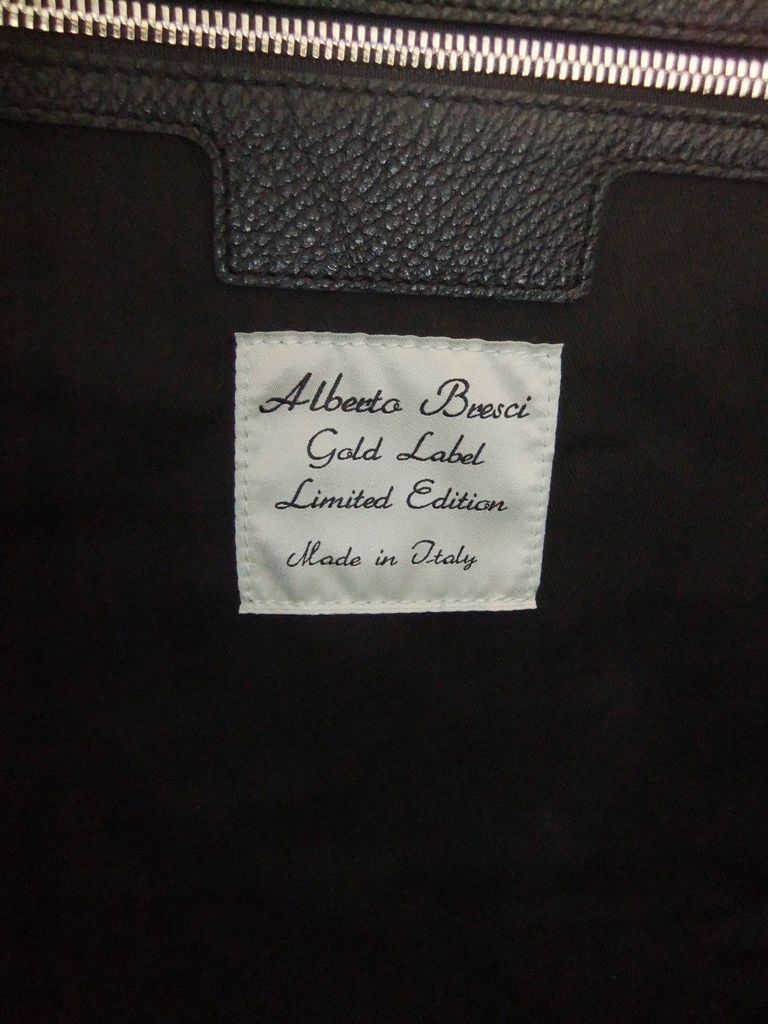 Alberto Bresci
Gold Label
Limited Edition
Made in Italy